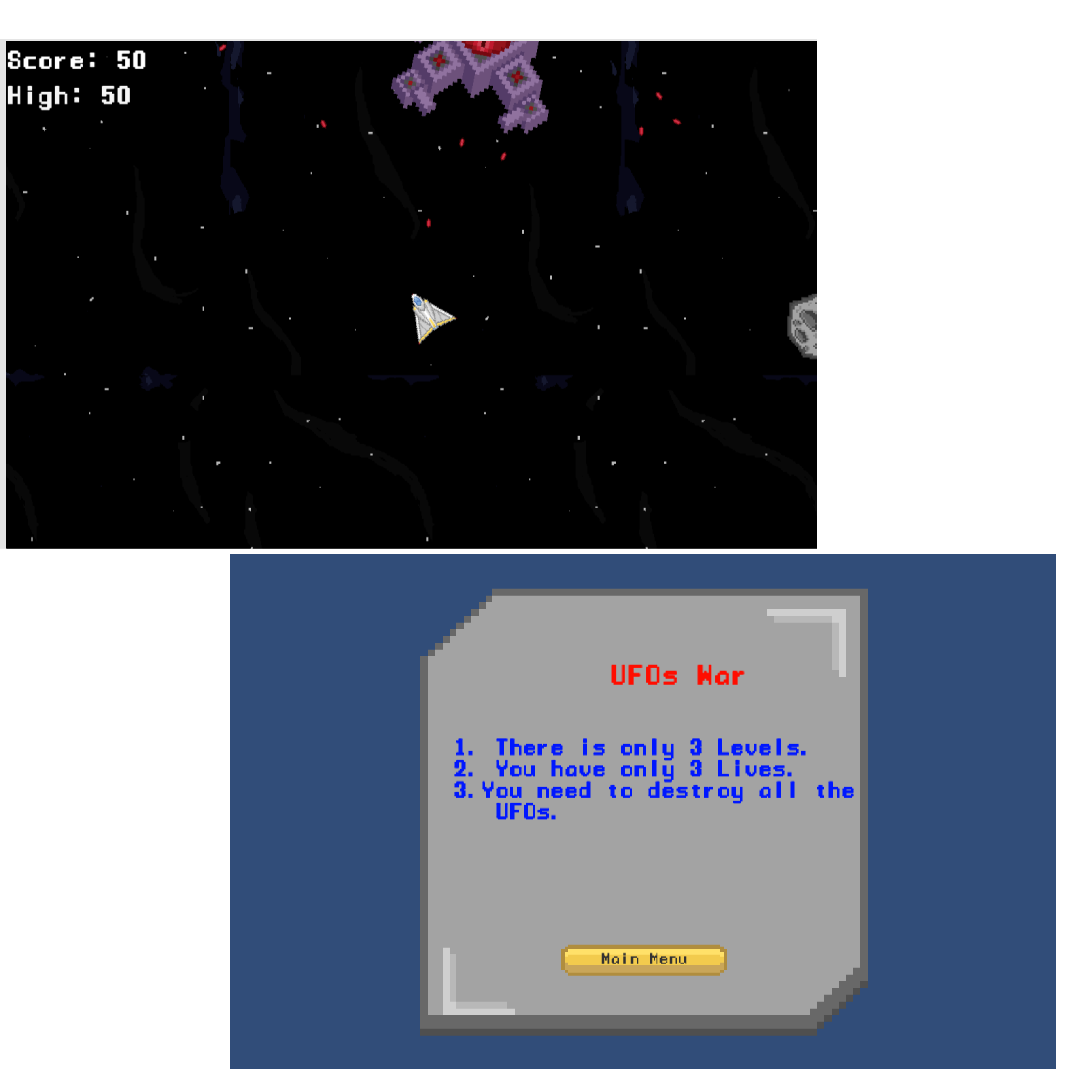 Score: 50
High: 50
UFOs War
1. There is only 3 Levels.
2. You have only 3 Lives.
3. You need to destroy all the
UFOs.
Main Menu